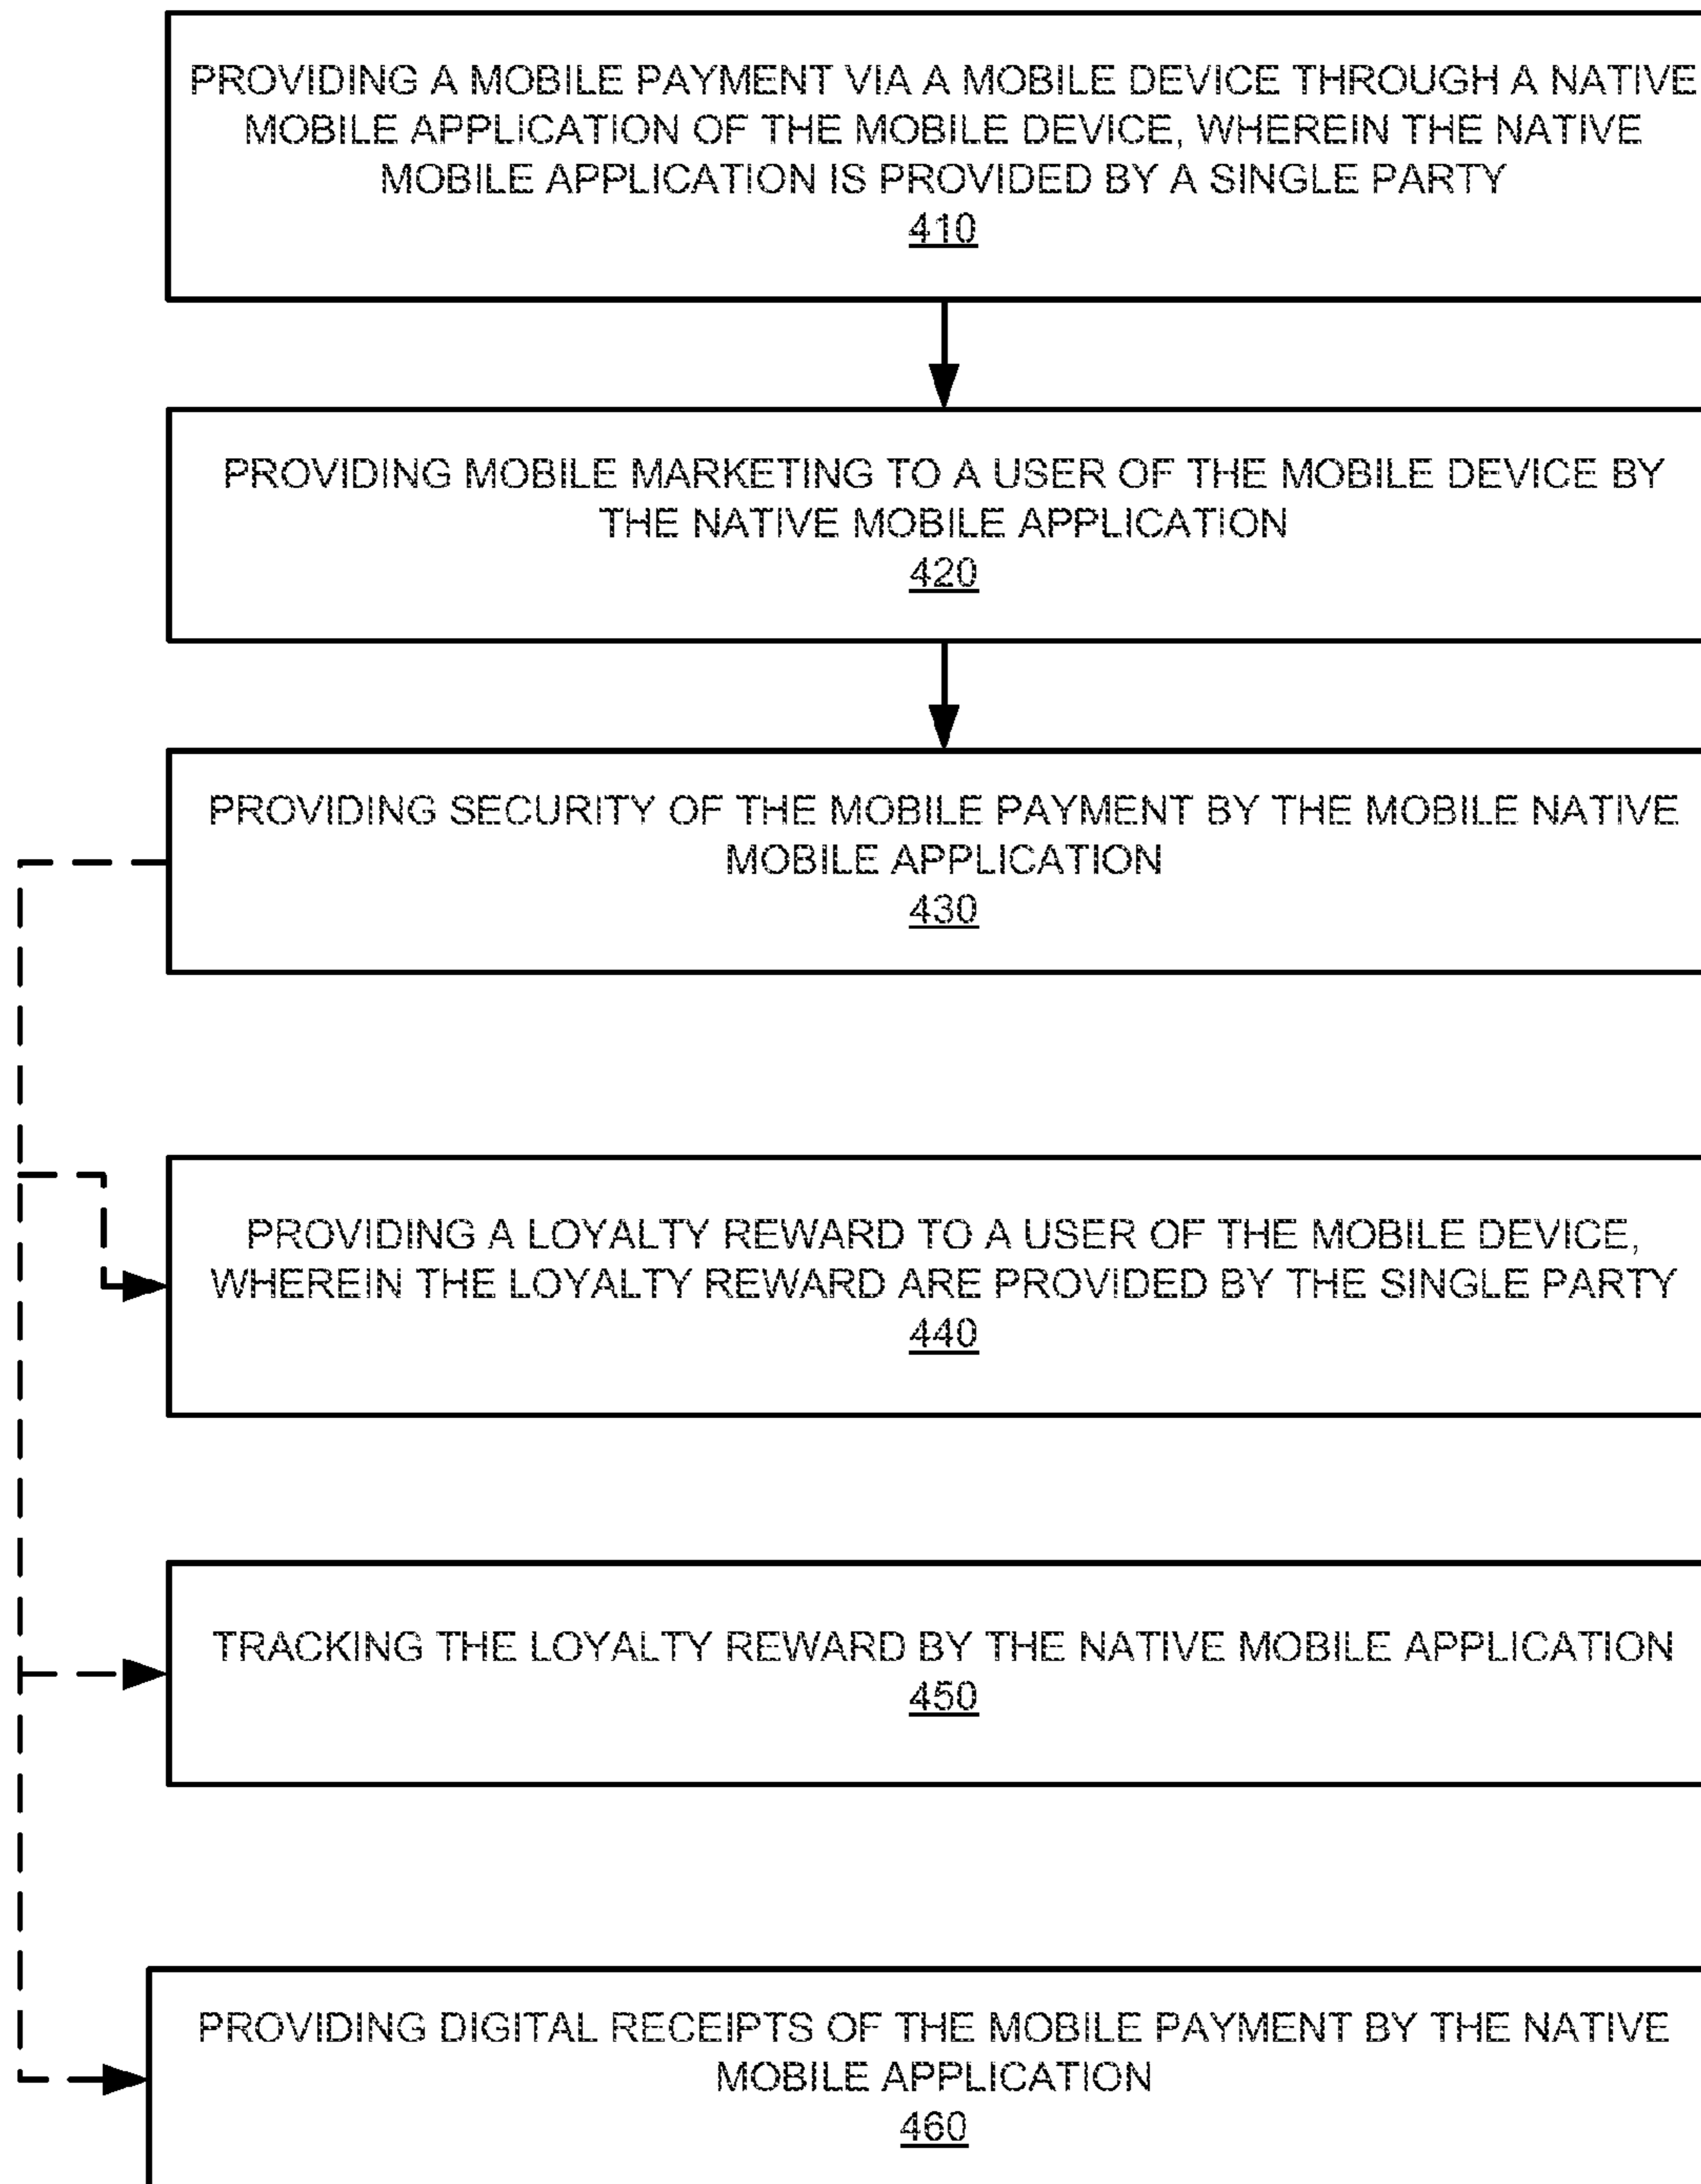 PROVIDING A MOBILE PAYMENT VIA A MOBILE DEVICE THROUGH A NATIVE
MOBILE APPLICATION OF THE MOBILE DEVICE, WHEREIN THE NATIVE
MOBILE APPLICATION IS PROVIDED BY A SINGLE PARTY
410
PROVIDING MOBILE MARKETING TO A USER OF THE MOBILE DEVICE BY
THE NATIVE MOBILE APPLICATION
420
PROVIDING SECURITY OF THE MOBILE PAYMENT BY THE MOBILE NATIVE
MOBILE APPLICATION
430
PROVIDING A LOYALTY REWARD TO A USER OF THE MOBILE DEVICE,
WHEREIN THE LOYALTY REWARD ARE PROVIDED BY THE SINGLE PARTY
440
TRACKING THE LOYALTY REWARD BY THE NATIVE MOBILE APPLICATION
450
PROVIDING DIGITAL RECEIPTS OF THE MOBILE PAYMENT BY THE NATIVE
MOBILE APPLICATION
460